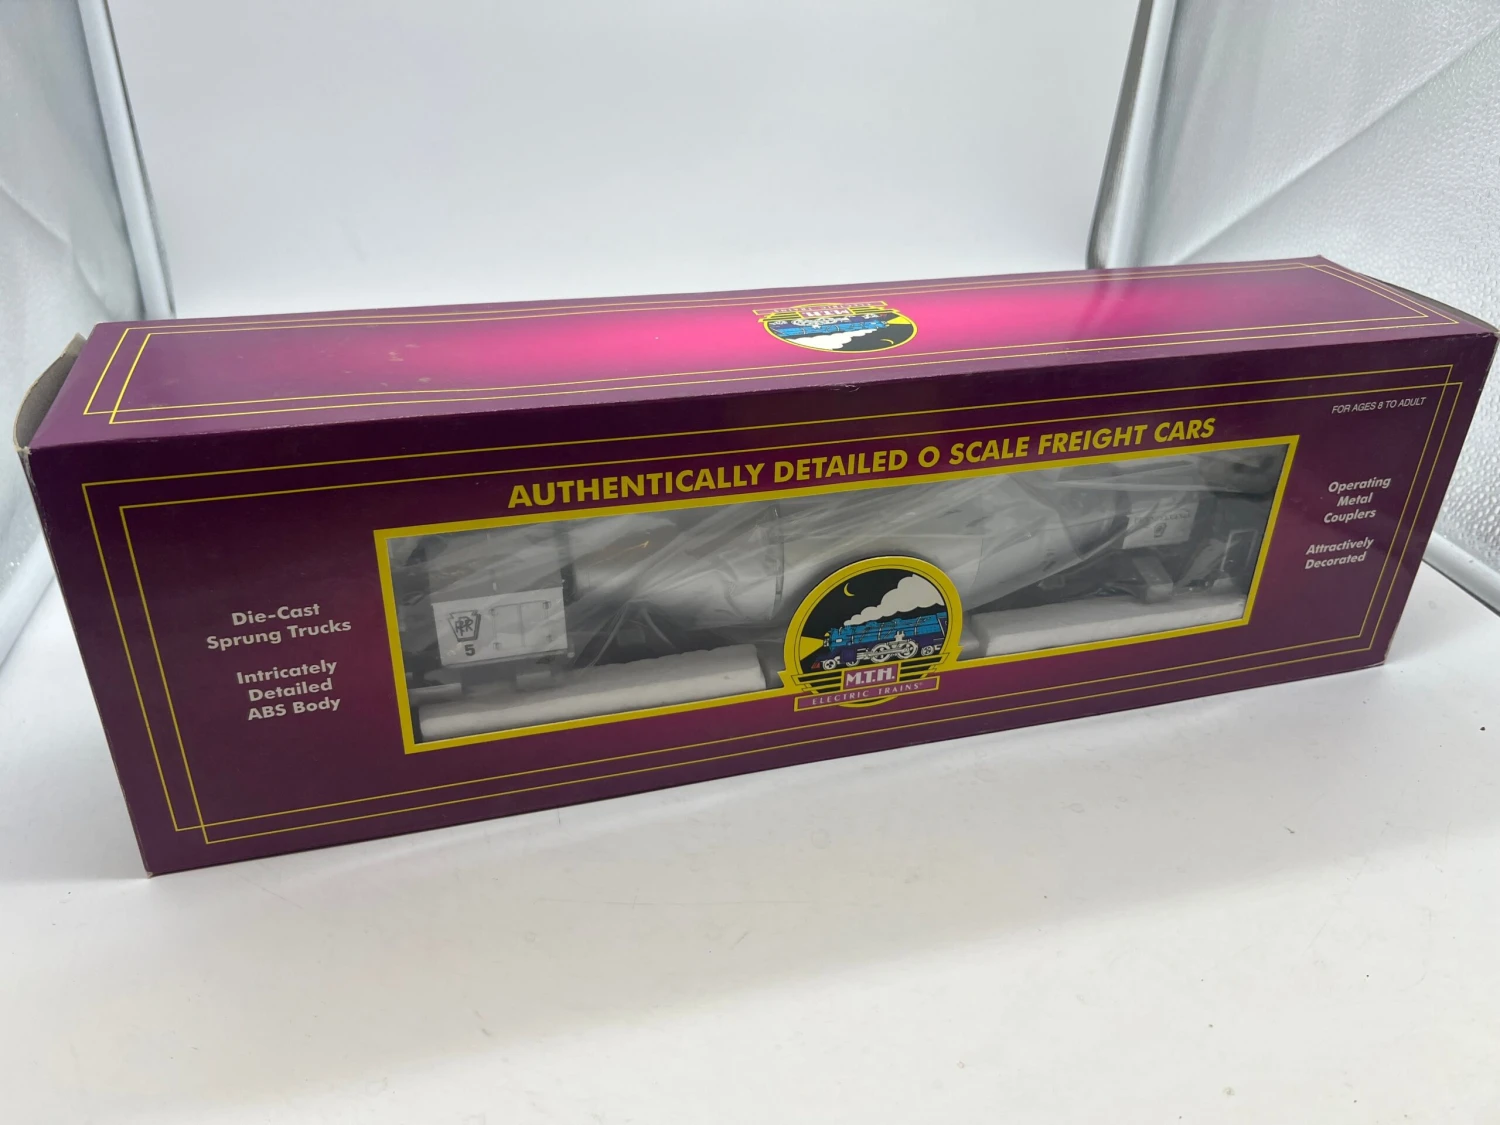 M.T.H.
FOR AGES 8 TO ADULT
AUTHENTICALLY DETAILED O SCALE FREIGHT CARS
Die-Cast
Sprung Trucks
Intricately
Detailed
ABS Body
Operating
Metal
Couplers
Attractively
Decorated
PRR
5
M.T.H.
ELECTRIC TRAINS®